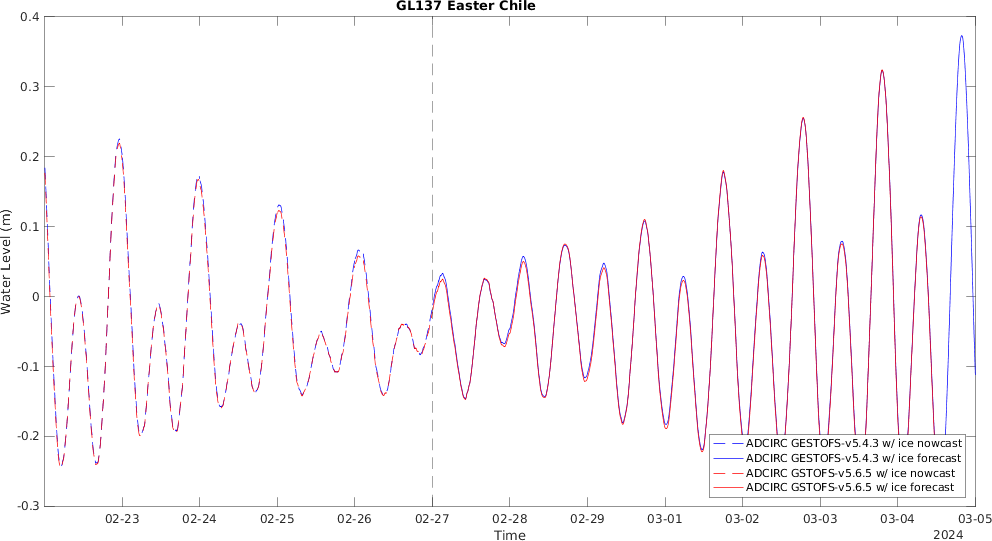 GL137 Easter Chile
0.4
0.3
0.2
0.1
0
-0.1
-0.2
-0.3
Water Level (m)
02-23 02-24 02-25 02-26 02-27 02-28 02-29 03-01 03-02 03-03 03-04 03-05
Time
2024
ADCIRC GESTOFS-v5.4.3 w/ ice nowcast
ADCIRC GESTOFS-v5.4.3 w/ ice forecast
ADCIRC GSTOFS-v5.6.5 w/ ice nowcast
ADCIRC GSTOFS-v5.6.5 w/ ice forecast